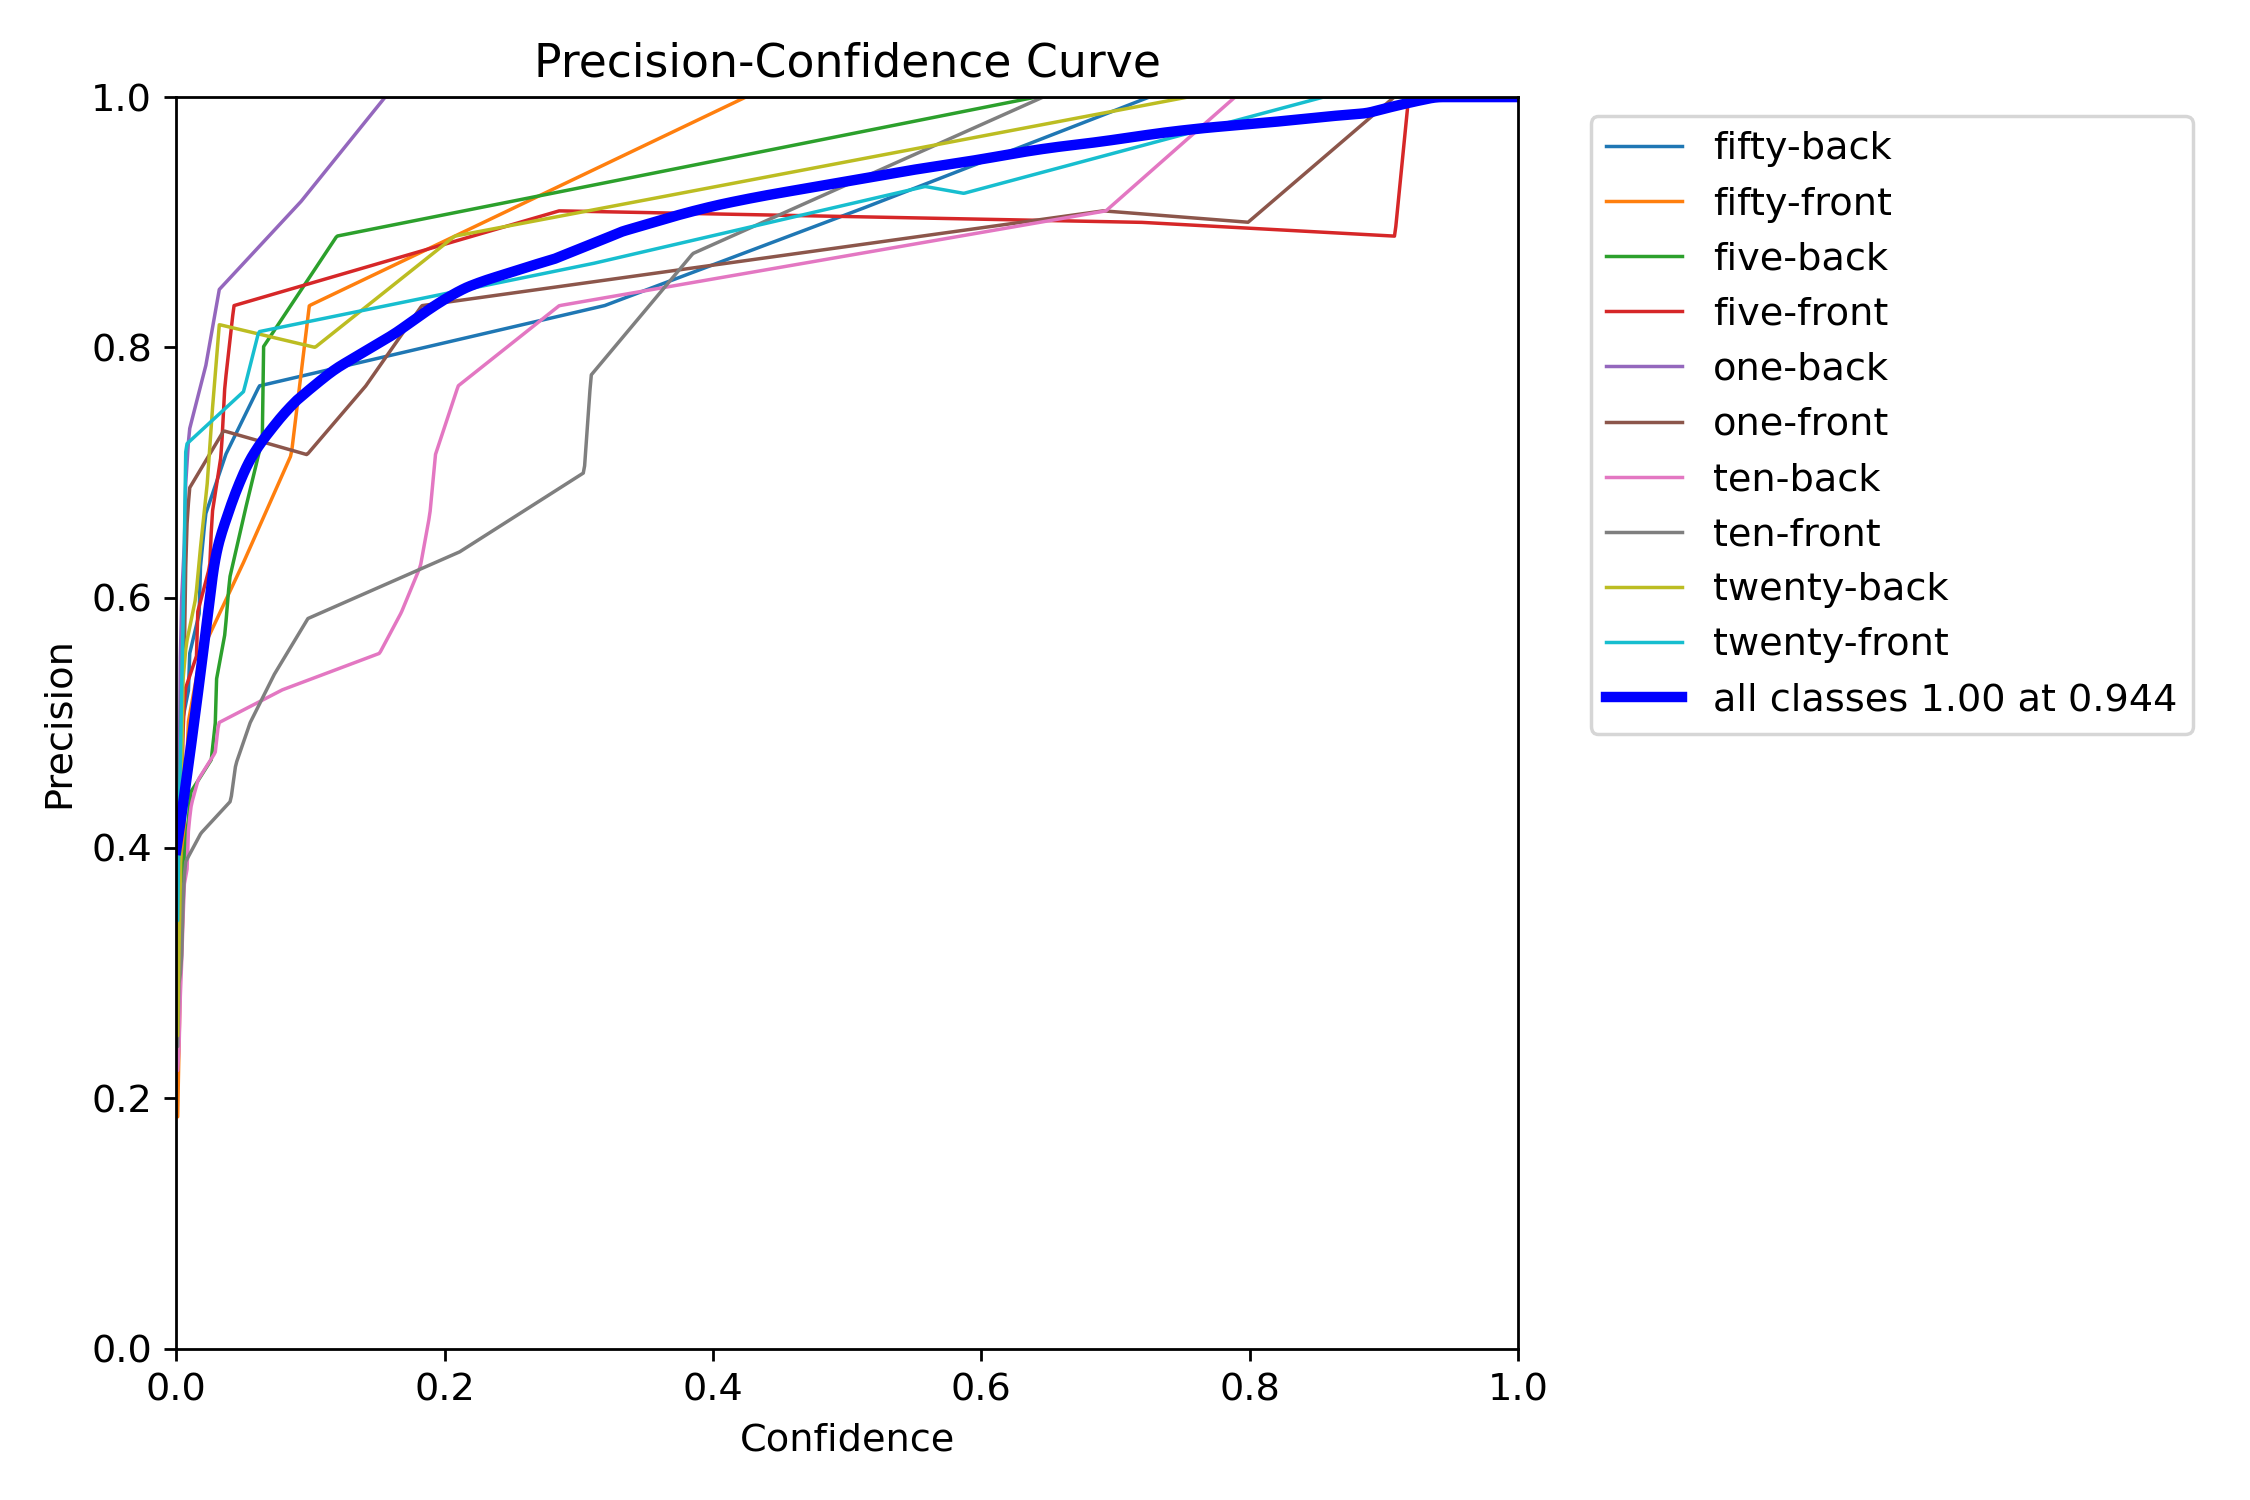 Precision-Confidence Curve
1.0
0.8
0.6
0.4
0.2
0.0
Precision
0.0 0.2 0.4 0.6 0.8 1.0
Confidence
fifty-back
fifty-front
five-back
five-front
one-back
one-front
ten-back
ten-front
twenty-back
twenty-front
all classes 1.00 at 0.944